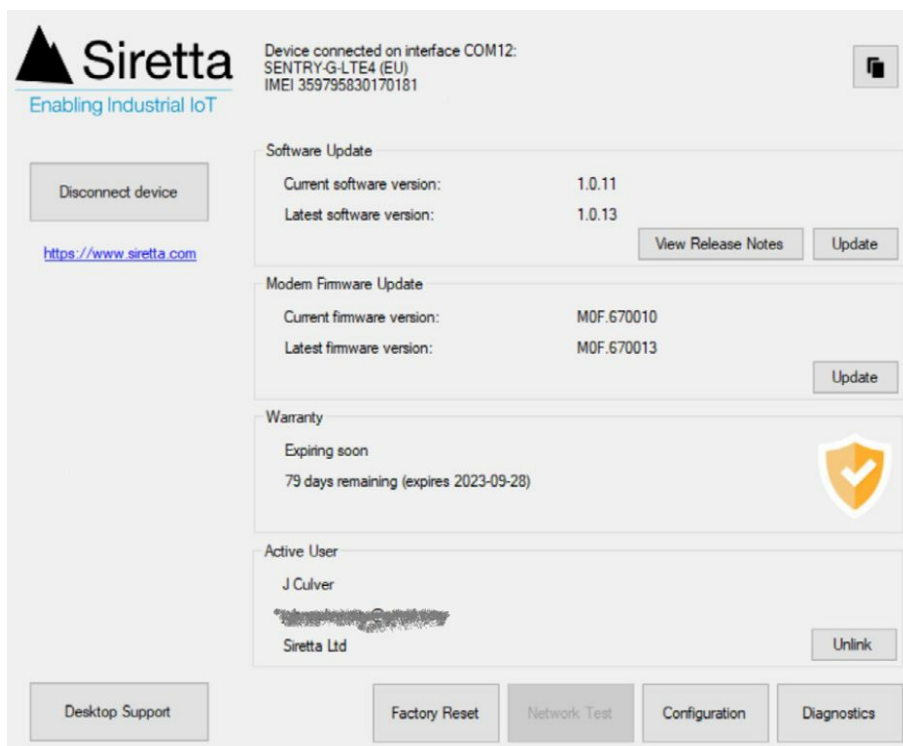 Siretta
Enabling Industrial IoT
Device connected on interface COM12:
SENTRY-G-LTE4 (EU)
IMEI 359795830170181
Disconnect device
https://www.siretta.com
Software Update
Current software version: 1.0.11
Latest software version: 1.0.13
View Release Notes Update
Modem Firmware Update
Current firmware version: M0F.670010
Latest firmware version: M0F.670013
Update
Warranty
Expiring soon
79 days remaining (expires 2023-09-28)
Active User
J Culver
Siretta Ltd
Unlink
Desktop Support Factory Reset Network Test Configuration Diagnostics